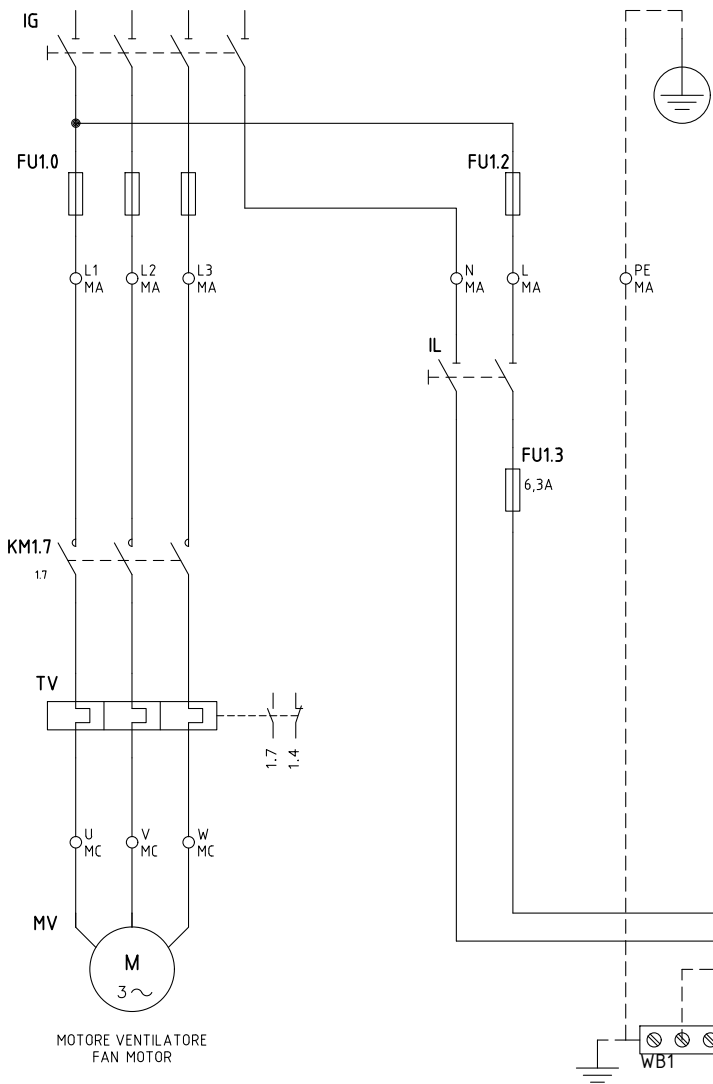 IG
FU1.0
FU1.2
L1
MA
L2
MA
L3
MA
N
MA
L
MA
PE
MA
IL
FU1.3
6,3A
KM1.7
1.7
TV
1.7
1.4
U
MC
V
MC
W
MC
MV
M
3~
MOTORE VENTILATORE
FAN MOTOR
WB1